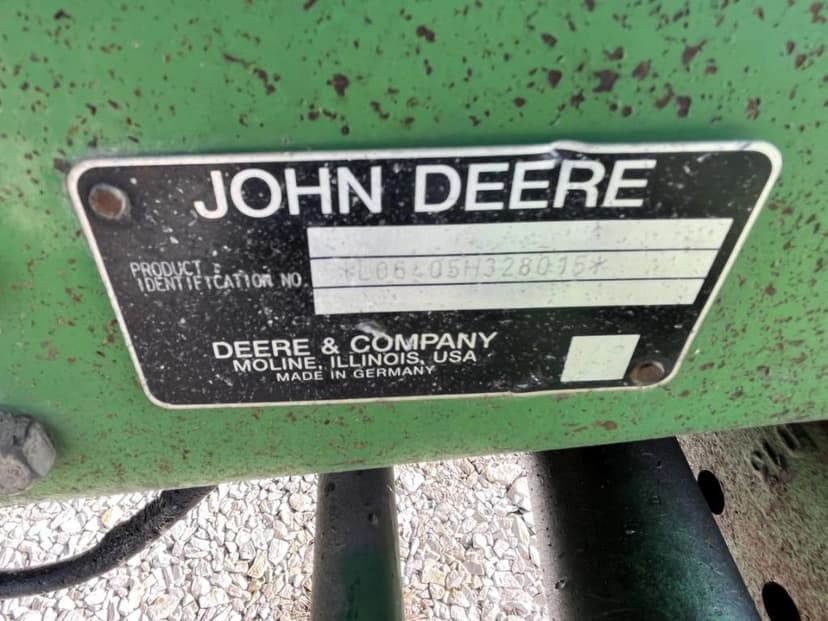 JOHN DEERE
PRODUCT
IDENTIFICATION NO.
*L06405H328015*
DEERE & COMPANY
MOLINE, ILLINOIS, USA
MADE IN GERMANY